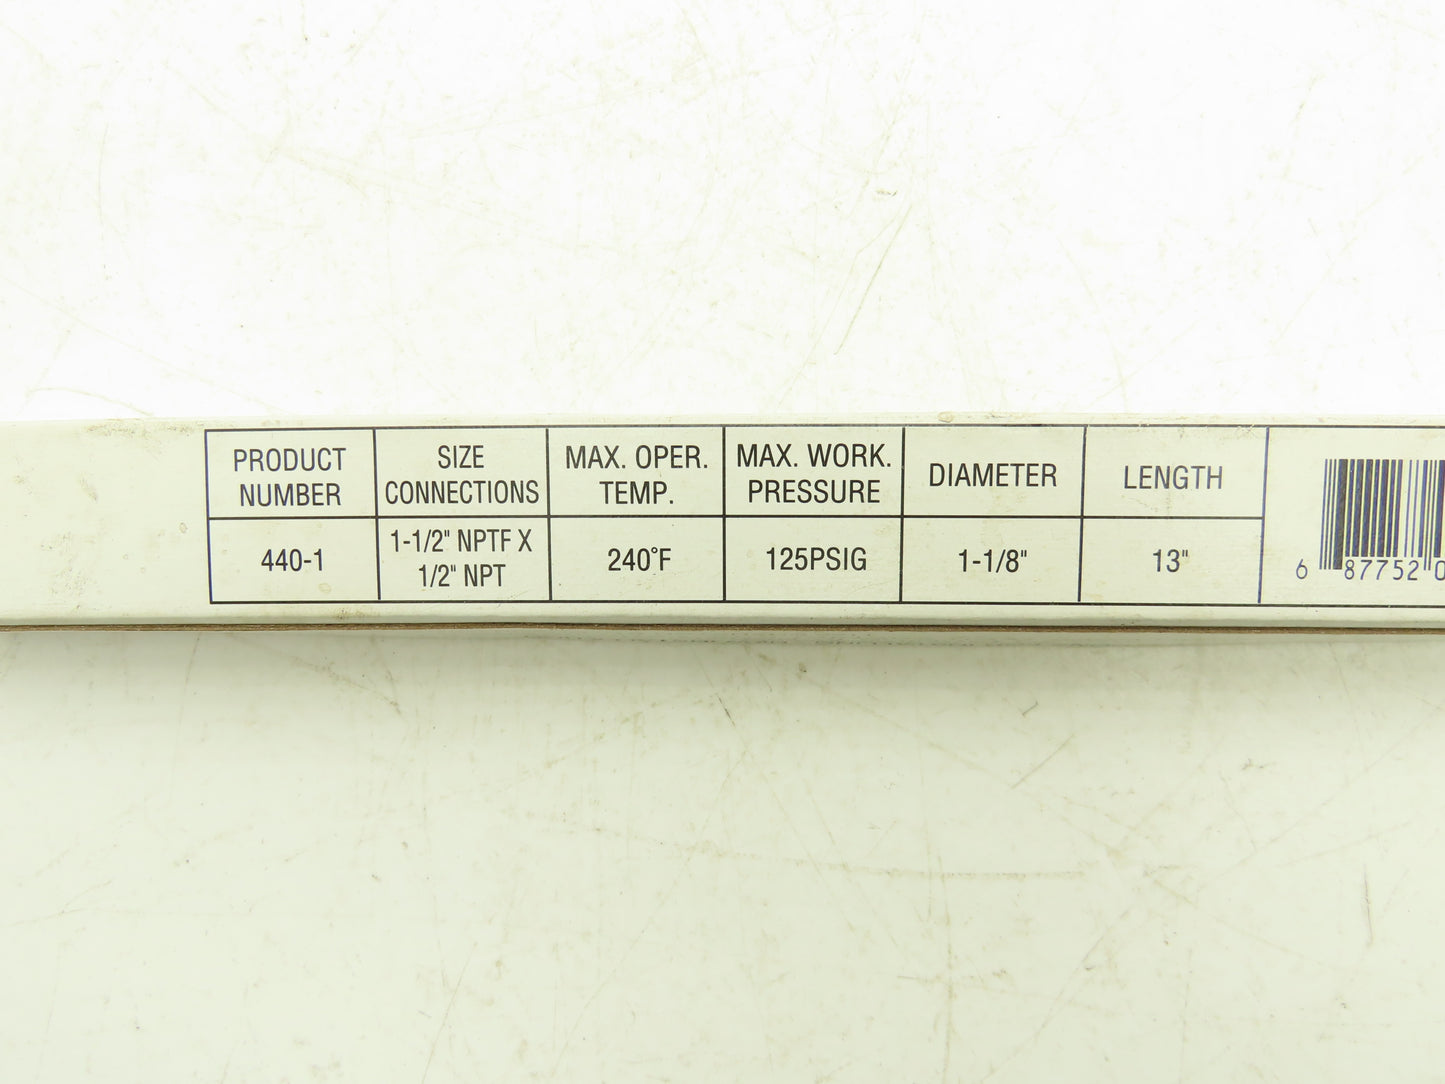 PRODUCT NUMBER
SIZE CONNECTIONS
MAX. OPER. TEMP.
MAX. WORK. PRESSURE
DIAMETER
LENGTH
440-1
1-1/2" NPTF X
1/2" NPT
240°F
125PSIG
1-1/8"
13"
6 87752 0